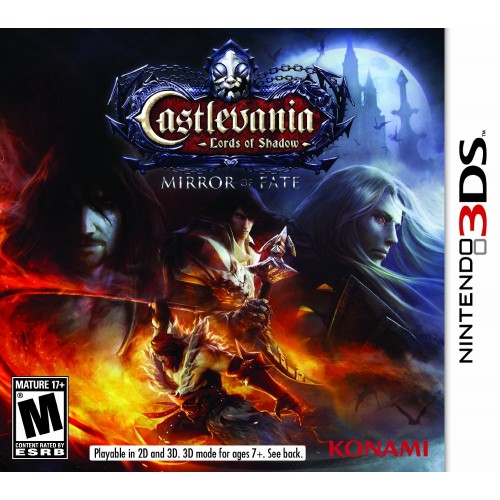 Castlevania
Lords of Shadow
MIRROR OF FATE
NINTENDO 3DS™
MATURE 17+
M
CONTENT RATED BY
ESRB
Playable in 2D and 3D. 3D mode for ages 7+. See back.
KONAMI